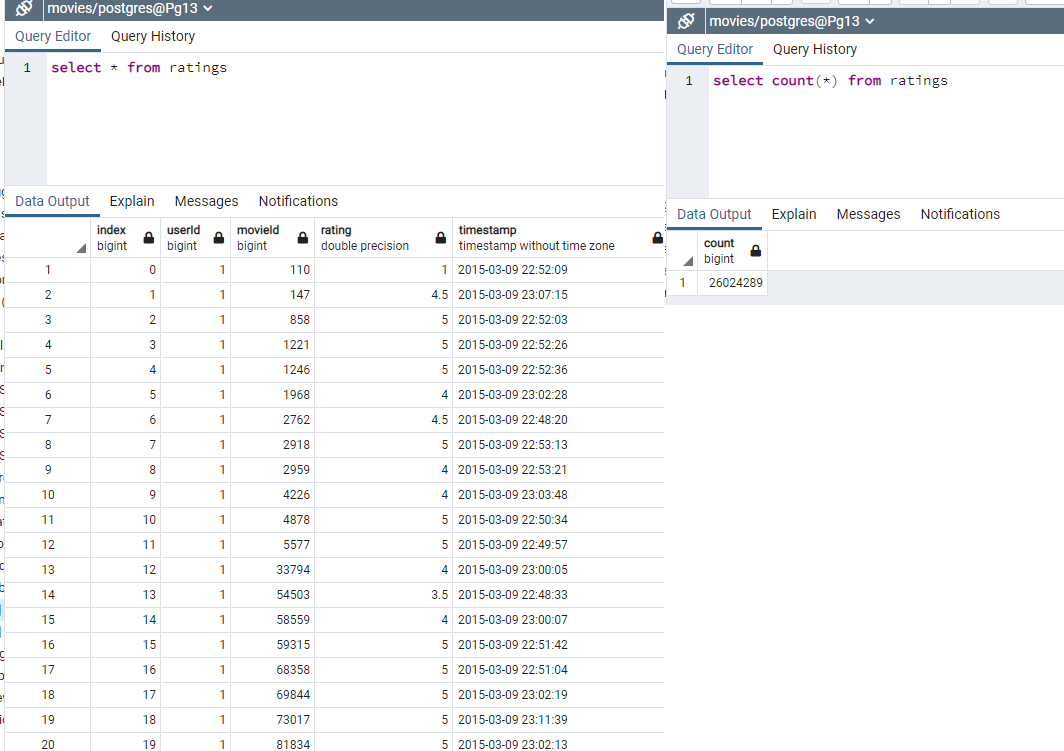 movies/postgres@Pg13
Query Editor Query History
1 select * from ratings
Data Output Explain Messages Notifications
index userId movieId rating timestamp
bigint bigint bigint double precision timestamp without time zone
1 0 1 110 1 2015-03-09 22:52:09
2 1 1 147 4.5 2015-03-09 23:07:15
3 2 1 858 5 2015-03-09 22:52:03
4 3 1 1221 5 2015-03-09 22:52:26
5 4 1 1246 5 2015-03-09 22:52:36
6 5 1 1968 4 2015-03-09 23:02:28
7 6 1 2762 4.5 2015-03-09 22:48:20
8 7 1 2918 5 2015-03-09 22:53:13
9 8 1 2959 4 2015-03-09 22:53:21
10 9 1 4226 4 2015-03-09 23:03:48
11 10 1 4878 5 2015-03-09 22:50:34
12 11 1 5577 5 2015-03-09 22:49:57
13 12 1 33794 4 2015-03-09 23:00:05
14 13 1 54503 3.5 2015-03-09 22:48:33
15 14 1 58559 4 2015-03-09 23:00:07
16 15 1 59315 5 2015-03-09 22:51:42
17 16 1 68358 5 2015-03-09 22:51:04
18 17 1 69844 5 2015-03-09 23:02:19
19 18 1 73017 5 2015-03-09 23:11:39
20 19 1 81834 5 2015-03-09 23:02:13
movies/postgres@Pg13
Query Editor Query History
1 select count(*) from ratings
Data Output Explain Messages Notifications
count
bigint
1 26024289